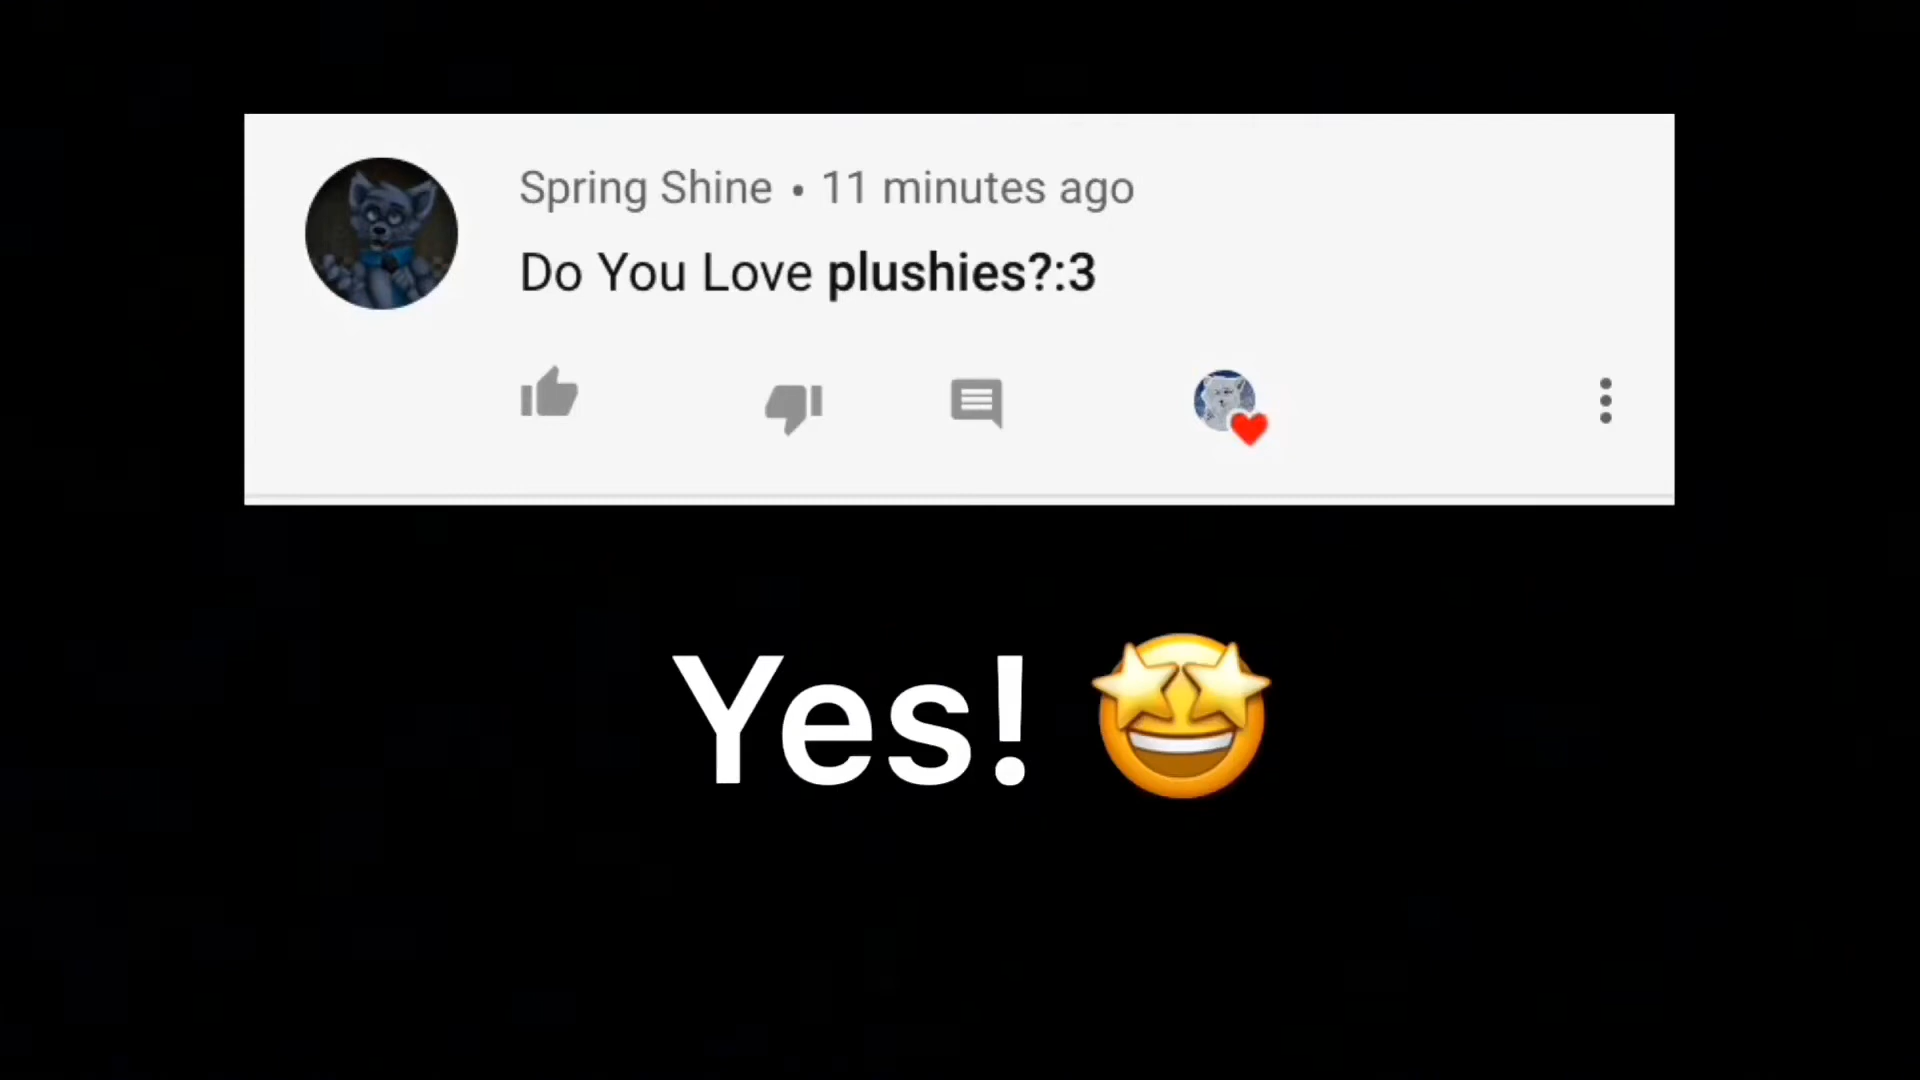 Spring Shine • 11 minutes ago
Do You Love plushies?:3
Yes! 🤩